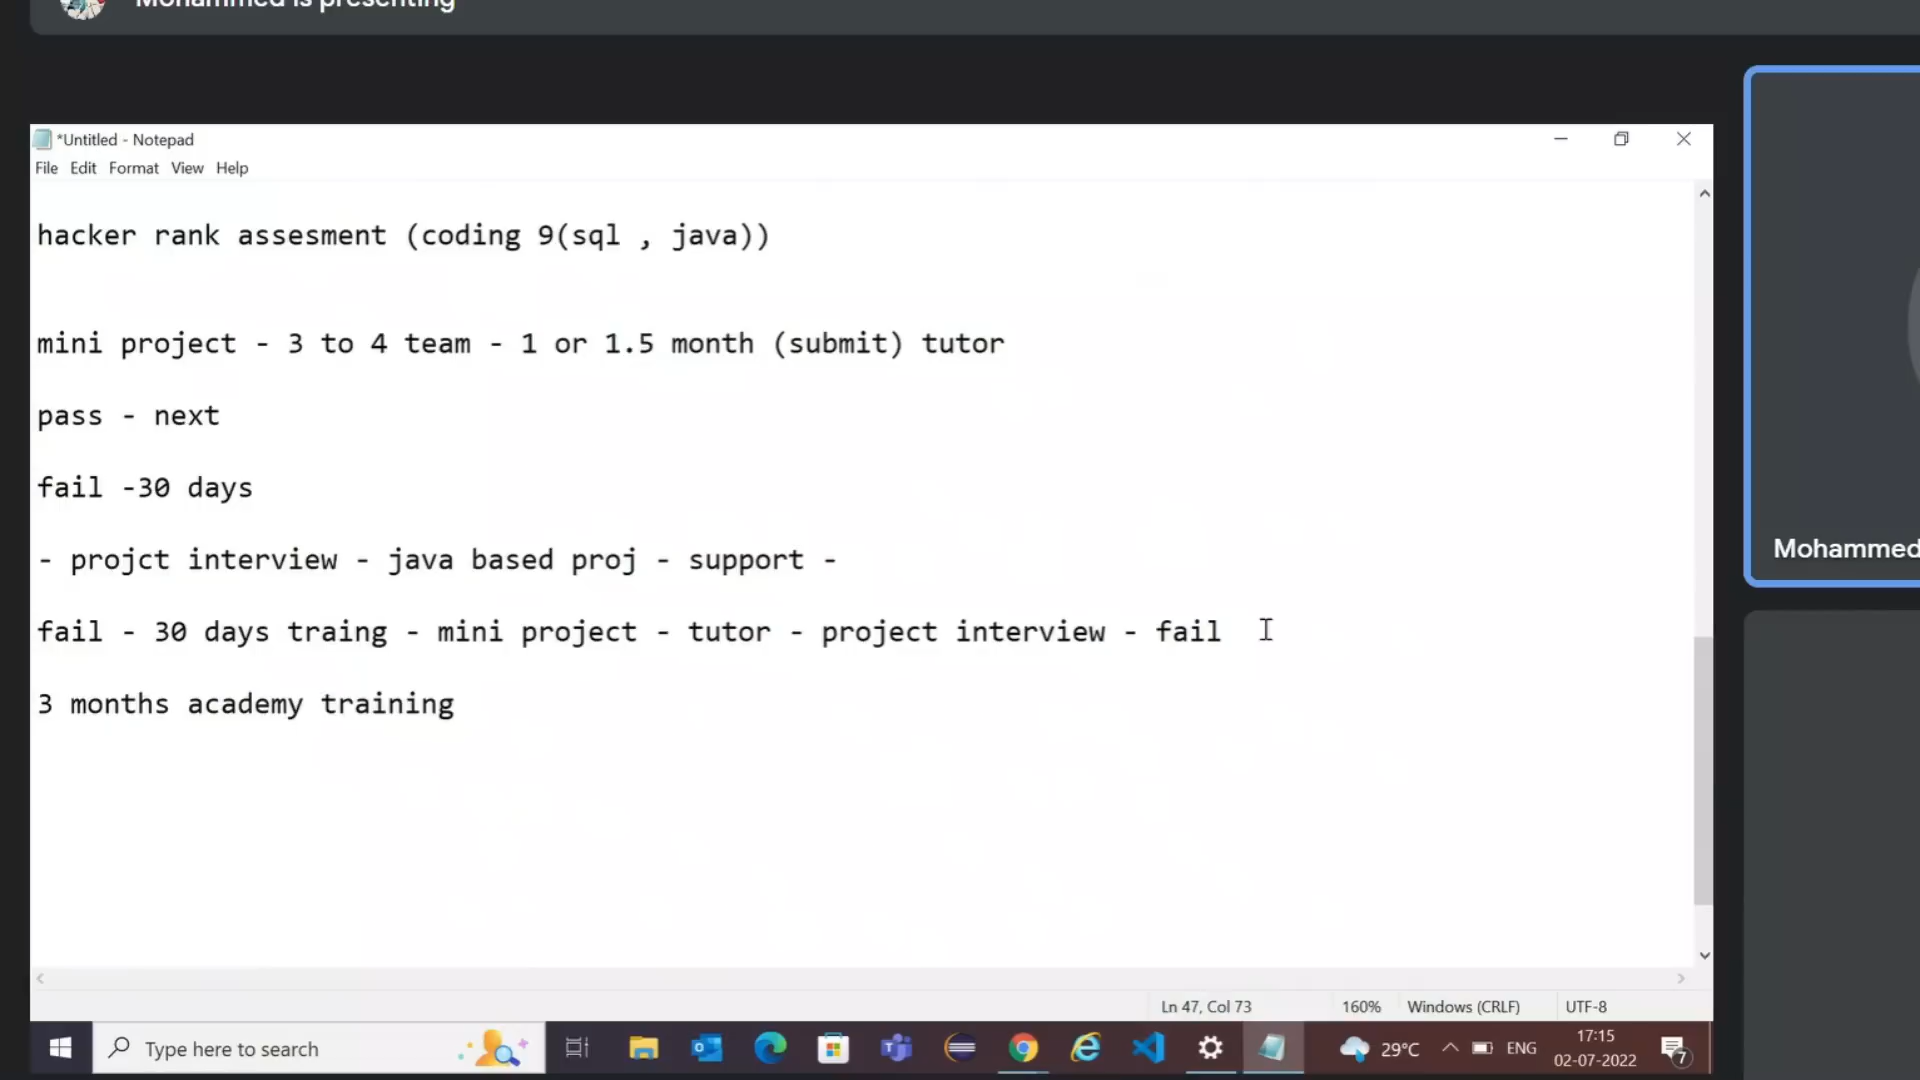 Mohammed is presenting
*Untitled - Notepad
File Edit Format View Help
hacker rank assesment (coding 9(sql , java))
mini project - 3 to 4 team - 1 or 1.5 month (submit) tutor
pass - next
fail -30 days
- projct interview - java based proj - support -
fail - 30 days traing - mini project - tutor - project interview - fail
3 months academy training
Mohammed
Ln 47, Col 73 160% Windows (CRLF) UTF-8
Type here to search
29°C ENG
17:15
02-07-2022
7